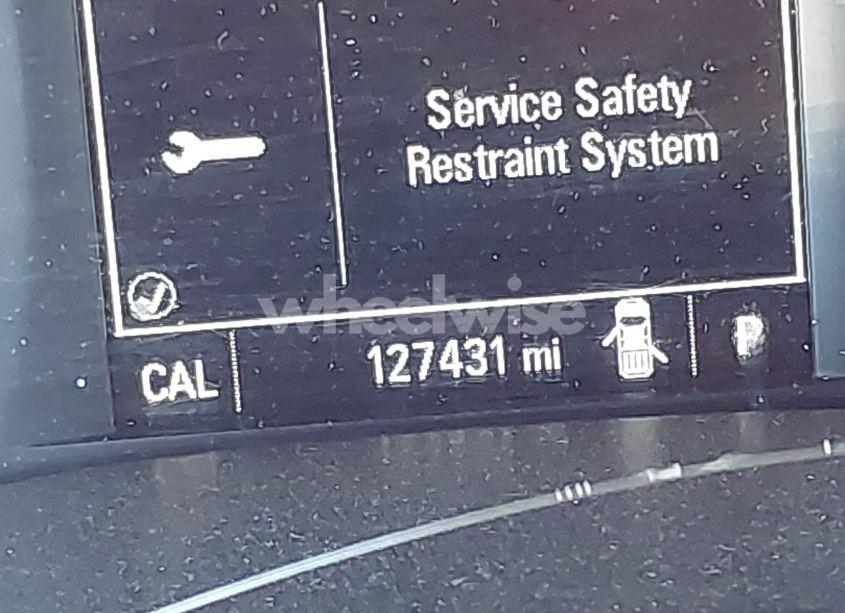 Service Safety
Restraint System
wheelwise
CAL 127431 mi P